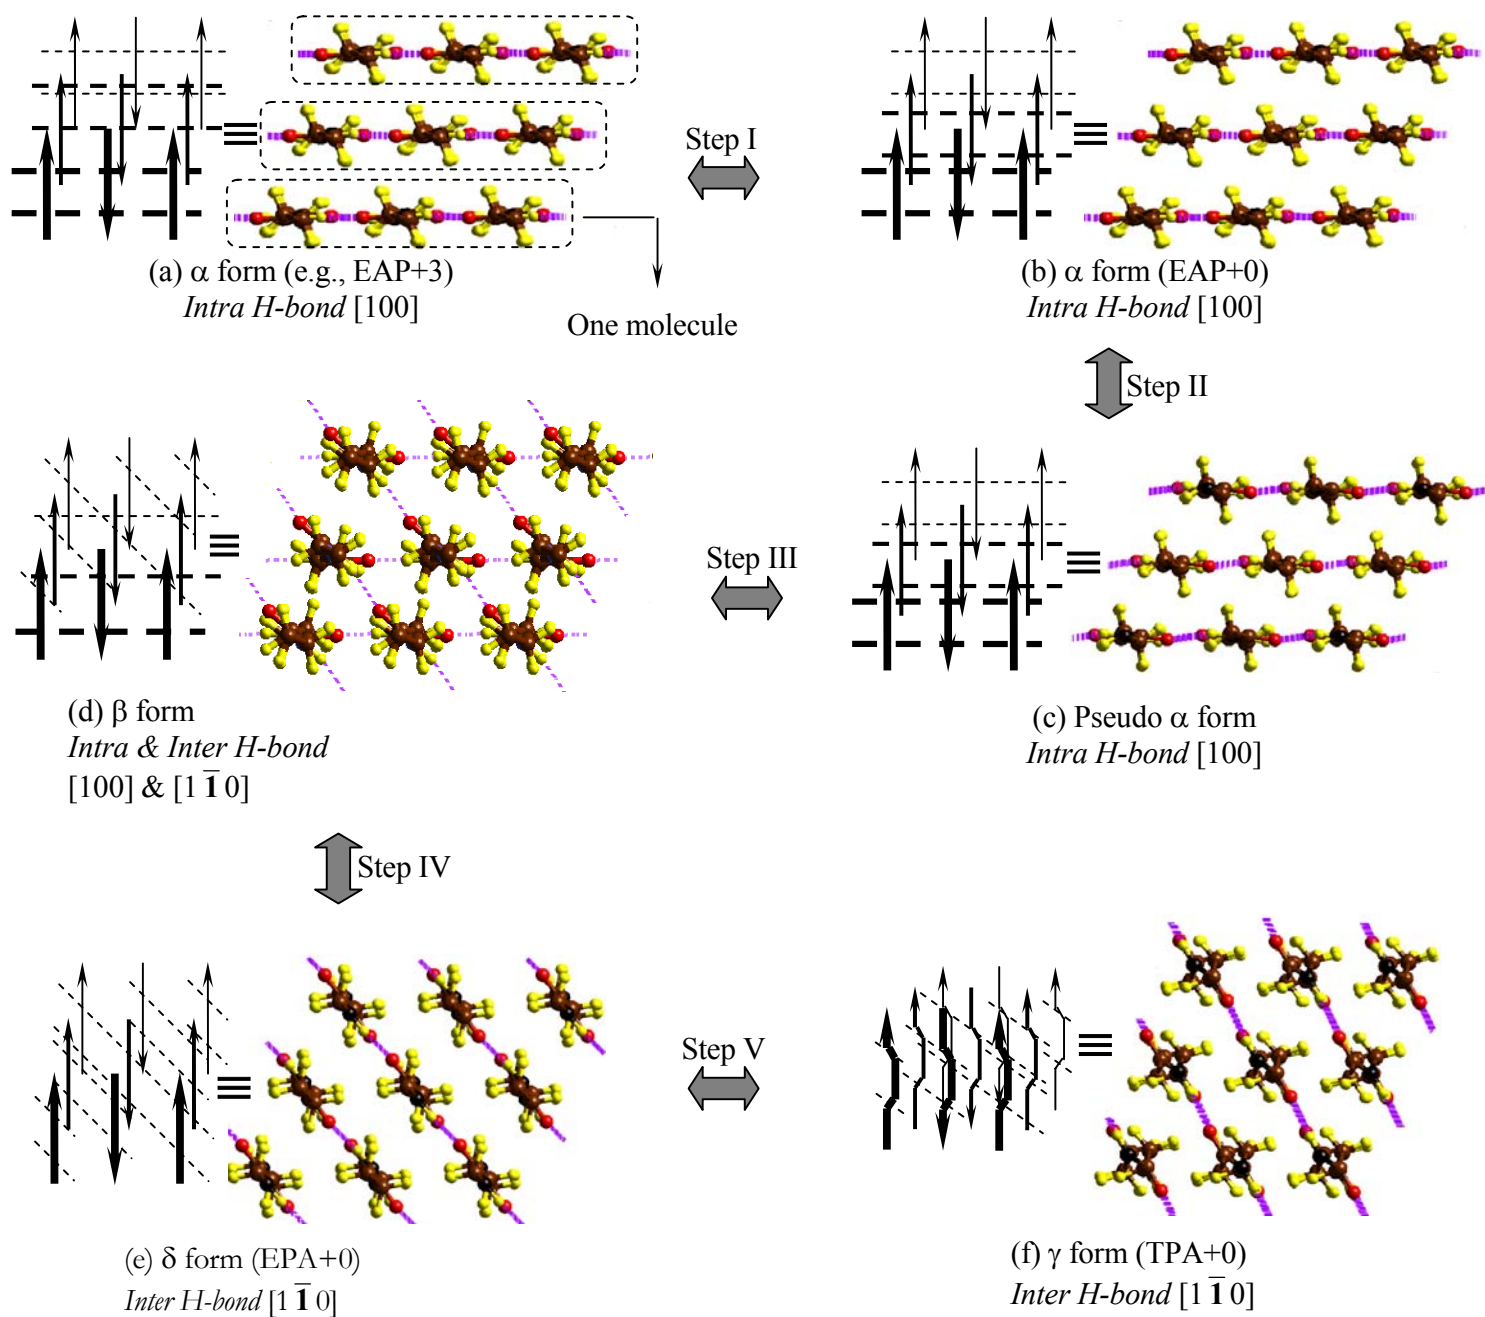 Step I
(a) α form (e.g., EAP+3)
Intra H-bond [100]
One molecule
(b) α form (EAP+0)
Intra H-bond [100]
Step II
Step III
(d) β form
Intra & Inter H-bond
[100] & [1 1̅ 0]
(c) Pseudo α form
Intra H-bond [100]
Step IV
Step V
(e) δ form (EPA+0)
Inter H-bond [1 1̅ 0]
(f) γ form (TPA+0)
Inter H-bond [1 1̅ 0]